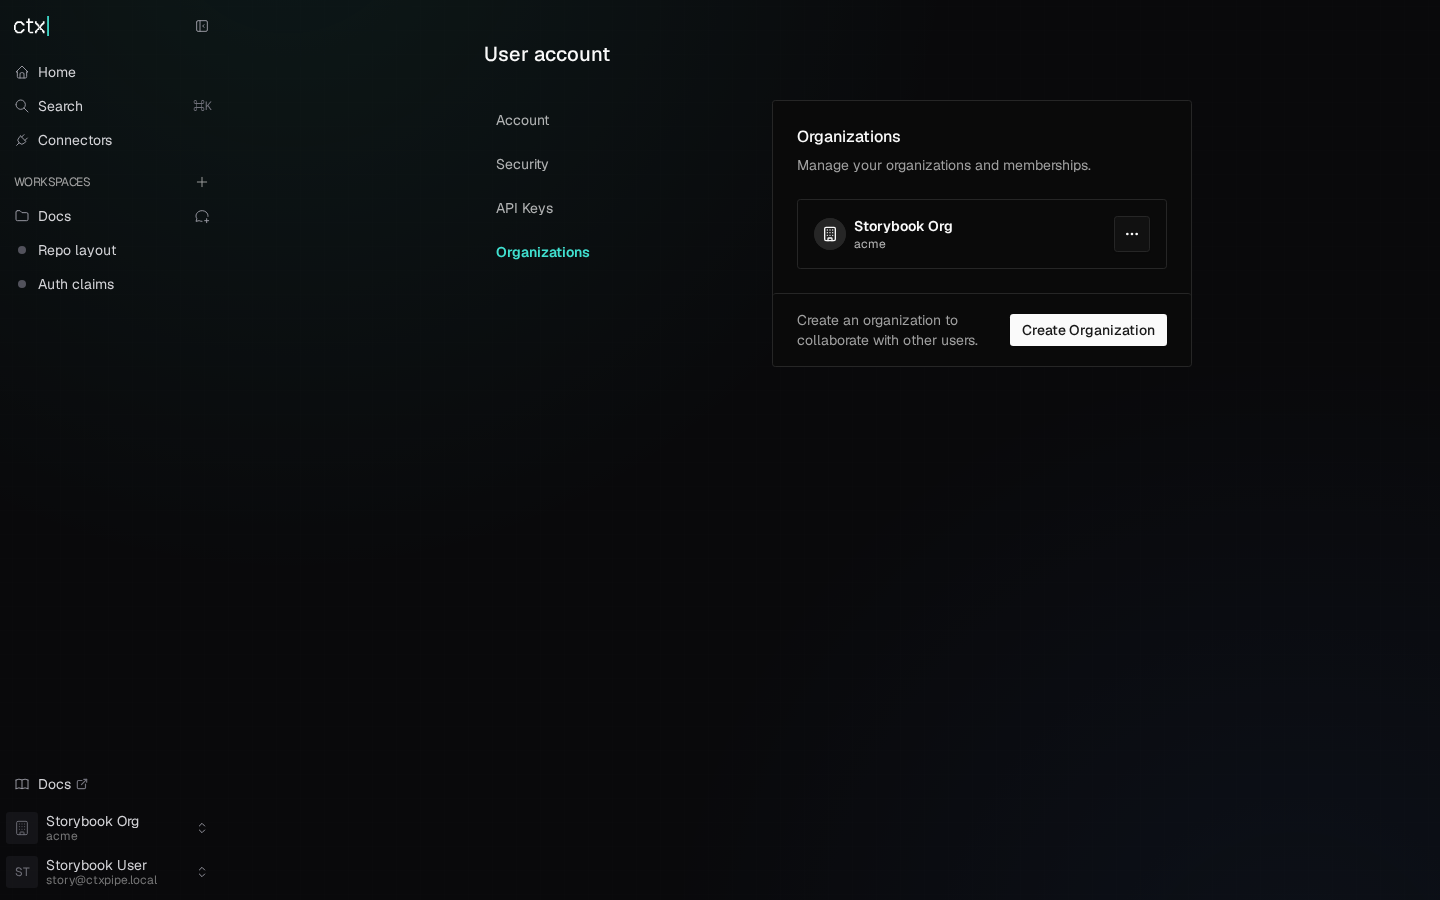 ctx
Home
Search
⌘K
Connectors
WORKSPACES
Docs
Repo layout
Auth claims
Docs
Storybook Org
acme
ST
Storybook User
story@ctxpipe.local
User account
Account
Security
API Keys
Organizations
Organizations
Manage your organizations and memberships.
Storybook Org
acme
Create an organization to
collaborate with other users.
Create Organization